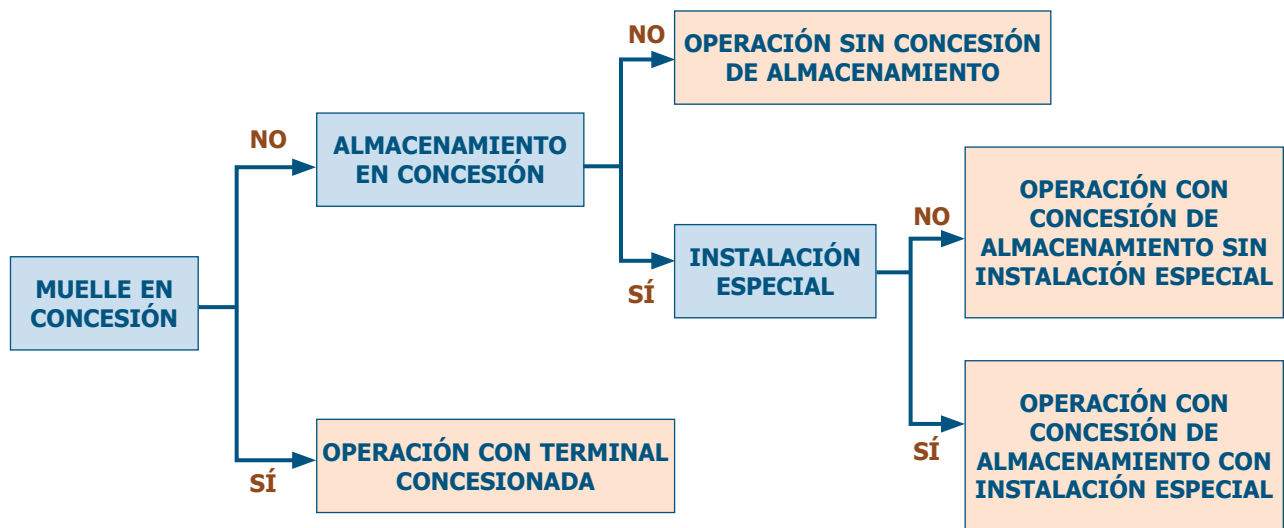 NO
OPERACIÓN SIN CONCESIÓN
DE ALMACENAMIENTO
NO
ALMACENAMIENTO
EN CONCESIÓN
OPERACIÓN CON
CONCESIÓN DE
ALMACENAMIENTO SIN
INSTALACIÓN ESPECIAL
NO
INSTALACIÓN
ESPECIAL
SÍ
MUELLE EN
CONCESIÓN
OPERACIÓN CON
CONCESIÓN DE
ALMACENAMIENTO CON
INSTALACIÓN ESPECIAL
SÍ
OPERACIÓN CON TERMINAL
CONCESIONADA
SÍ